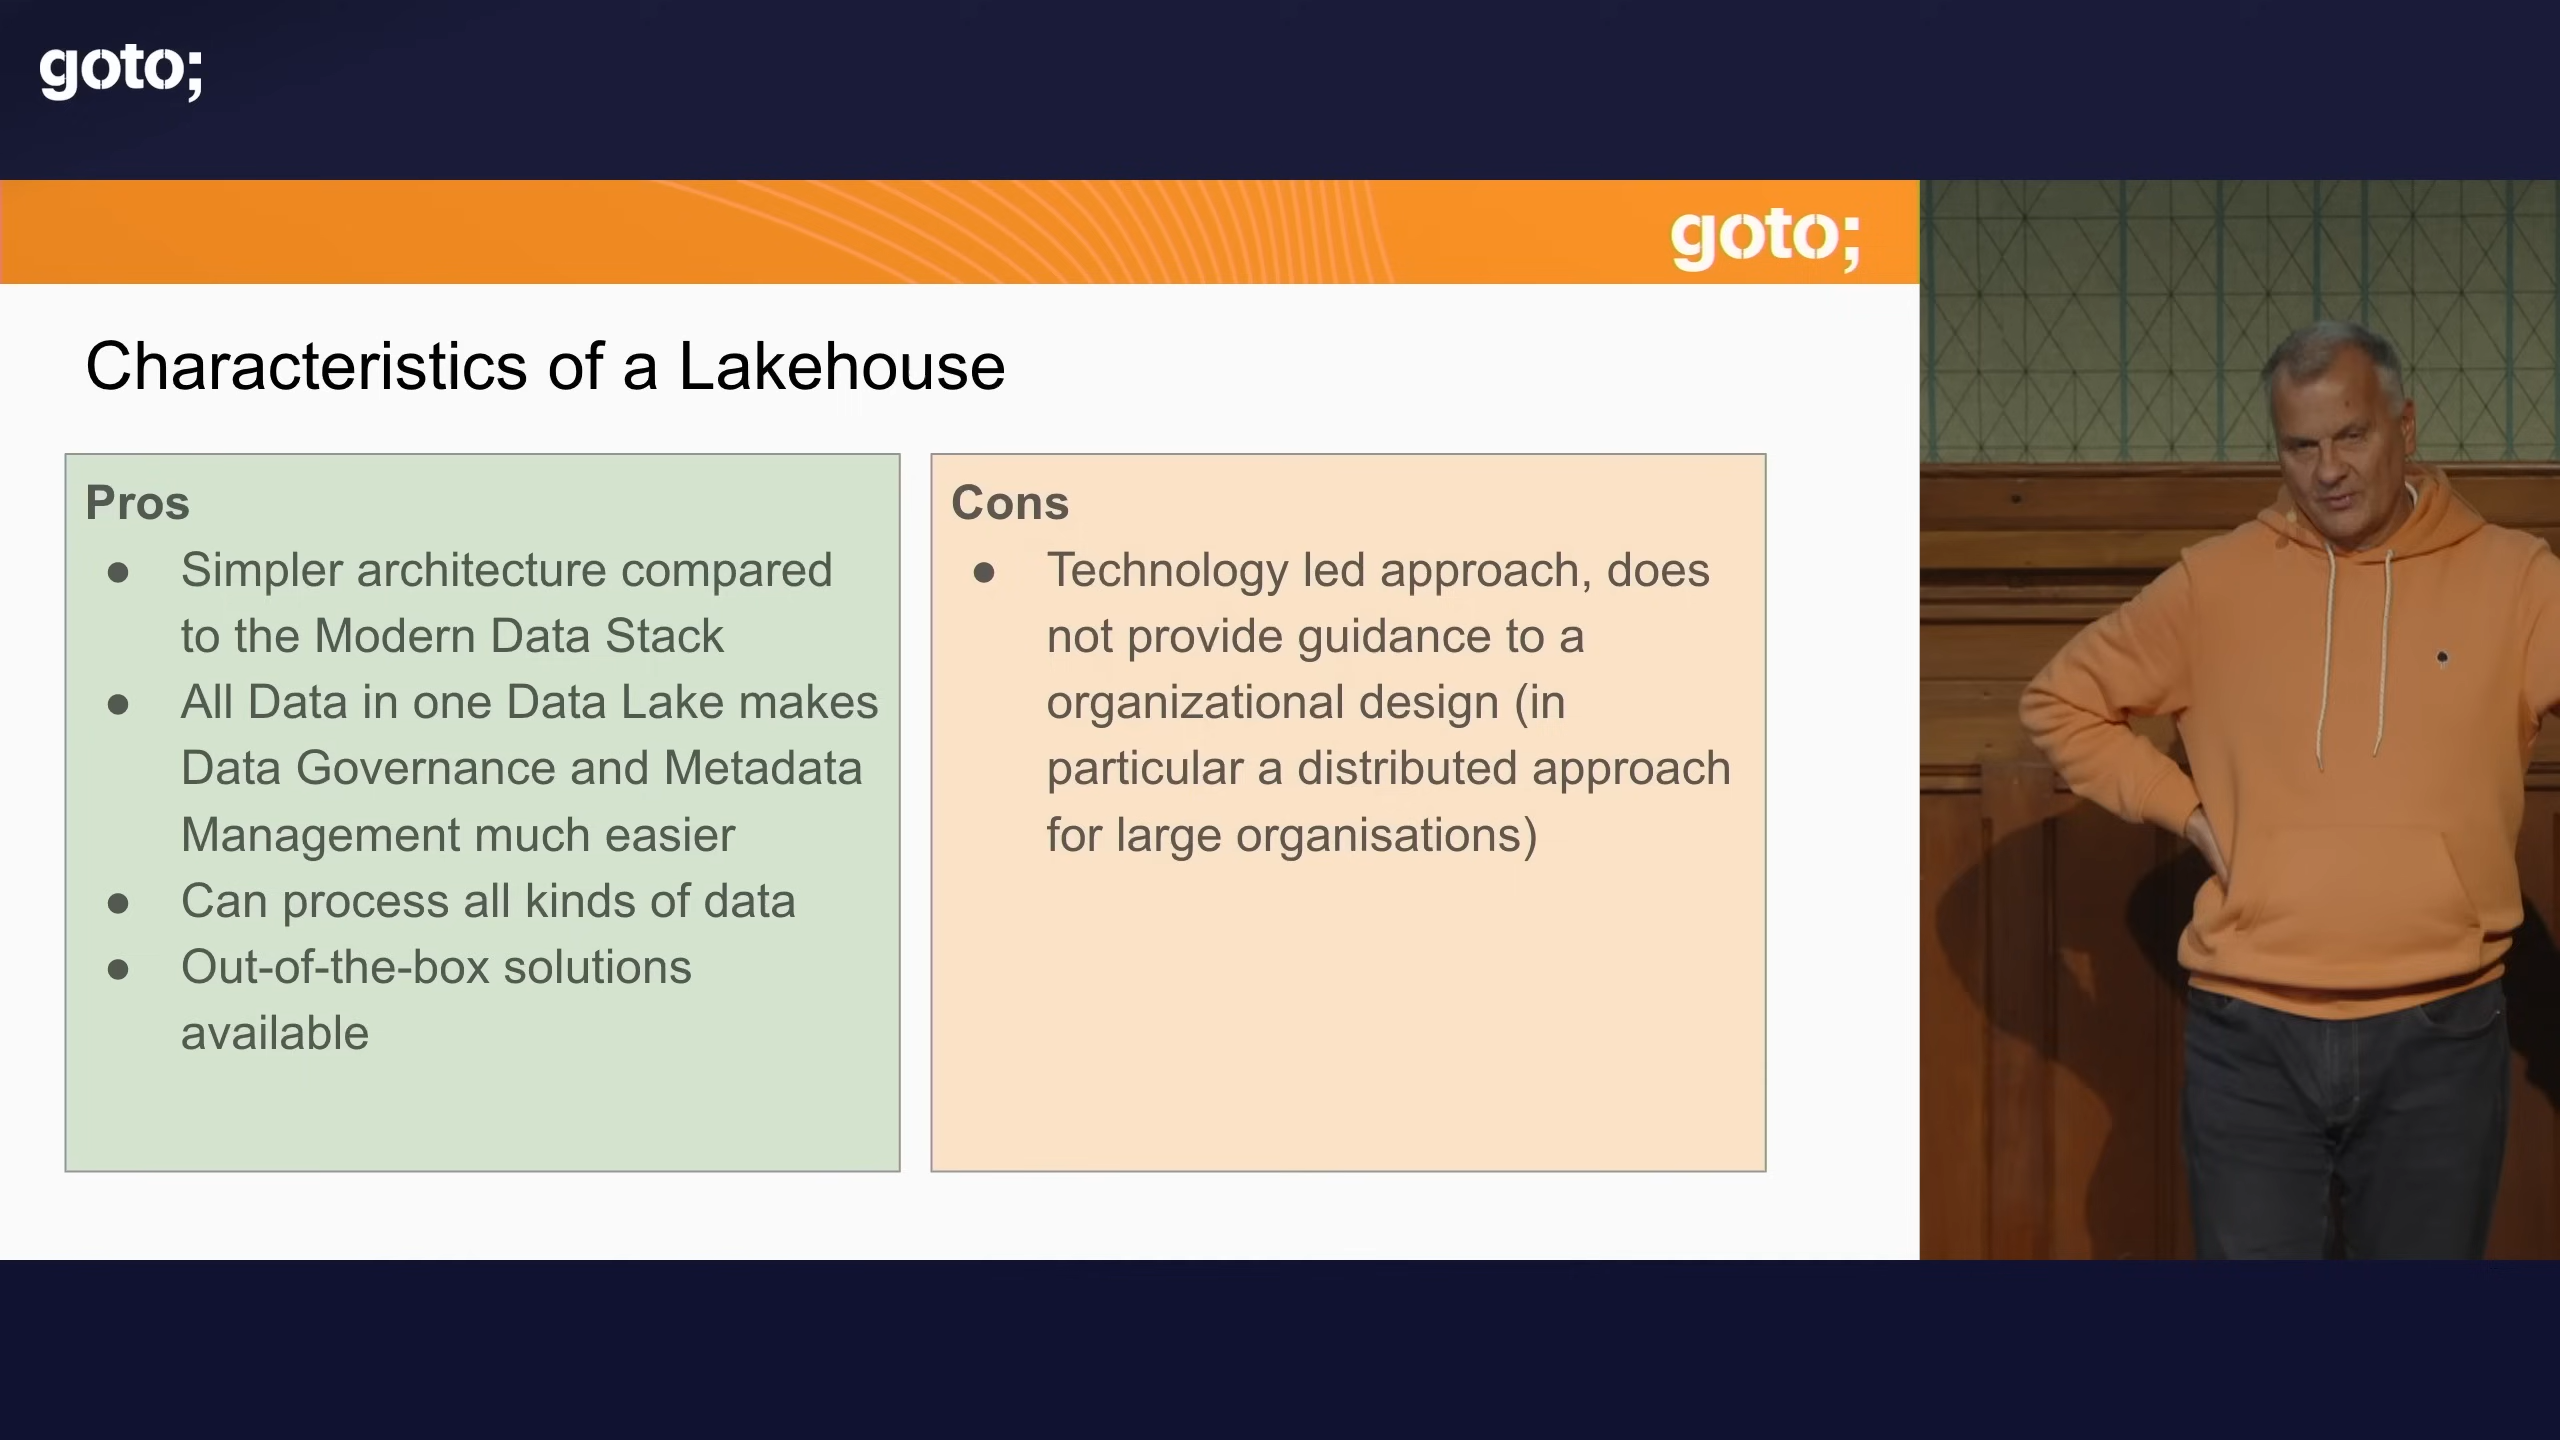 goto;
goto;
Characteristics of a Lakehouse
Pros
● Simpler architecture compared
to the Modern Data Stack
● All Data in one Data Lake makes
Data Governance and Metadata
Management much easier
● Can process all kinds of data
● Out-of-the-box solutions
available
Cons
● Technology led approach, does
not provide guidance to a
organizational design (in
particular a distributed approach
for large organisations)